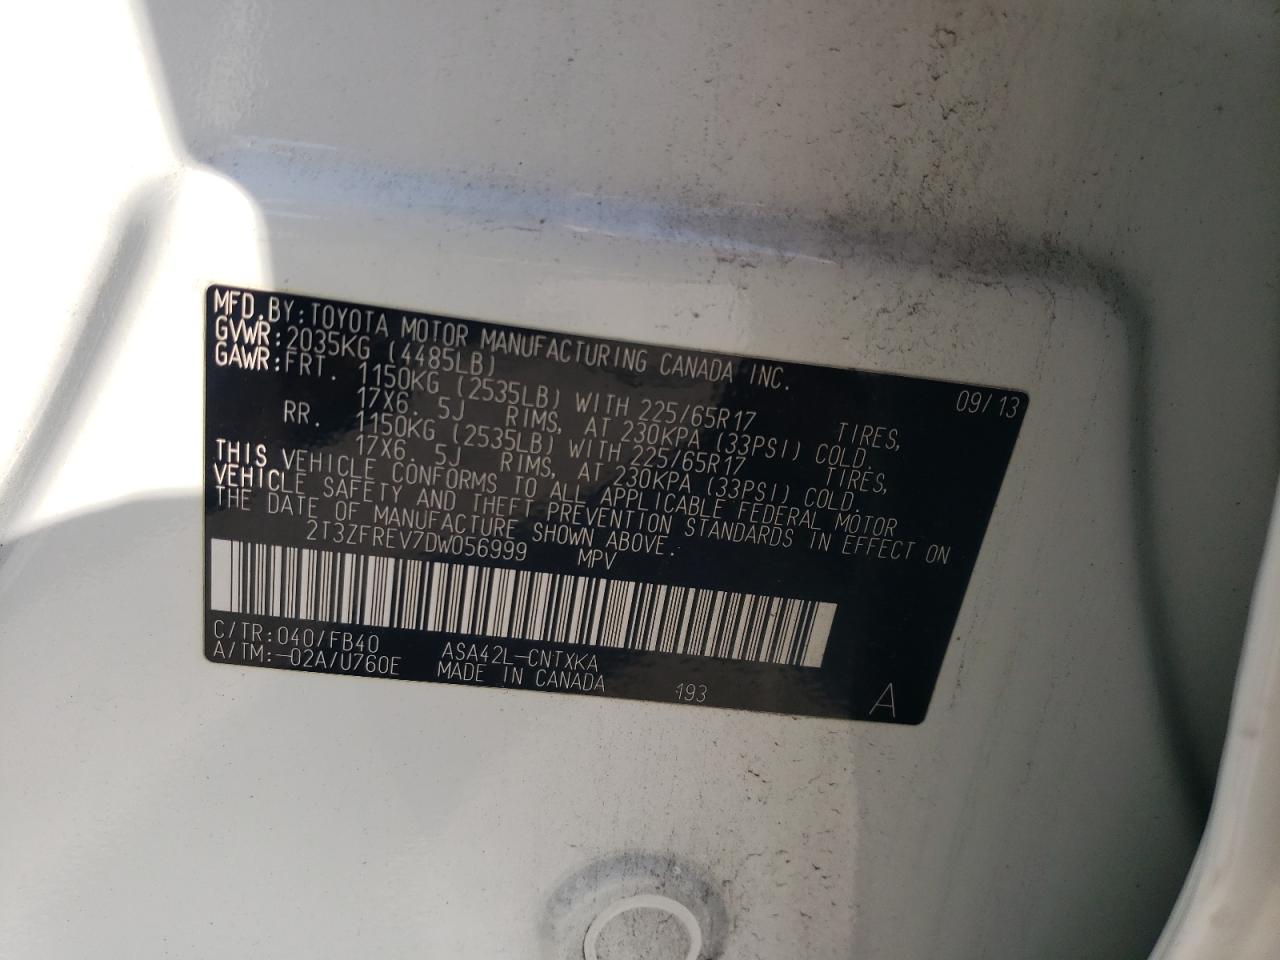 MFD.BY:TOYOTA MOTOR MANUFACTURING CANADA INC.
GVWR:2035KG (4485LB) 09/13
GAWR:FRT. 1150KG (2535LB) WITH 225/65R17 TIRES,
17X6.5J RIMS, AT 230KPA (33PSI) COLD.
RR. 1150KG (2535LB) WITH 225/65R17 TIRES,
17X6.5J RIMS, AT 230KPA (33PSI) COLD.
THIS VEHICLE CONFORMS TO ALL APPLICABLE FEDERAL MOTOR
VEHICLE SAFETY AND THEFT PREVENTION STANDARDS IN EFFECT ON
THE DATE OF MANUFACTURE SHOWN ABOVE.
2T3ZFREV7DW056999 MPV
C/TR:040/FB40 ASA42L-CNTXKA
A/TM:-02A/U760E MADE IN CANADA 193 A